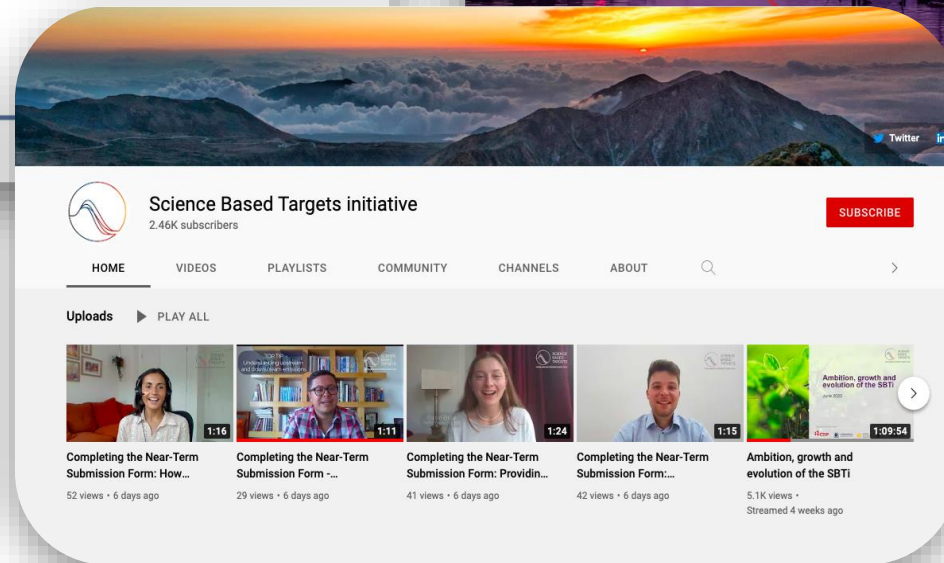 Twitter
in
Science Based Targets initiative
2.46K subscribers
SUBSCRIBE
HOME VIDEOS PLAYLISTS COMMUNITY CHANNELS ABOUT
Uploads PLAY ALL
1:16
1:11
1:24
1:15
Ambition, growth and
evolution of the SBTi
1:09:54
Completing the Near-Term
Submission Form: How...
52 views • 6 days ago
Completing the Near-Term
Submission Form -...
29 views • 6 days ago
Completing the Near-Term
Submission Form: Providin...
41 views • 6 days ago
Completing the Near-Term
Submission Form:...
42 views • 6 days ago
Ambition, growth and
evolution of the SBTi
5.1K views •
Streamed 4 weeks ago